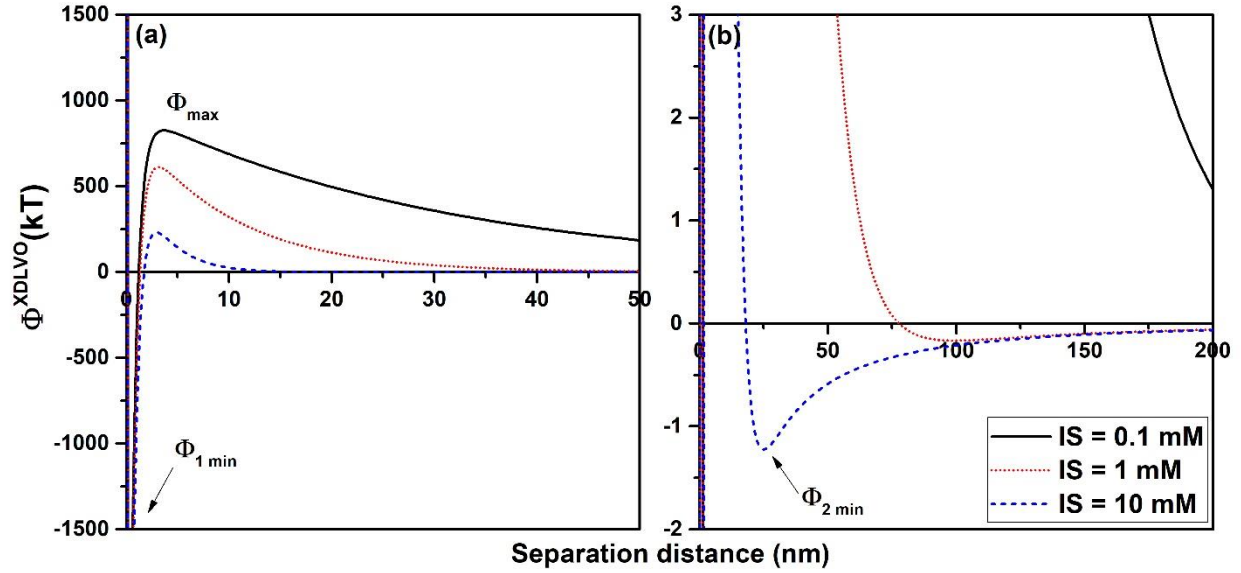 (a)
(b)
1500
1000
500
0
-500
-1000
-1500
0
10
20
30
40
50
Φmax
Φ1 min
Φ^XDLVO(kT)
3
2
1
0
-1
-2
0
50
100
150
200
Φ2 min
IS = 0.1 mM
IS = 1 mM
IS = 10 mM
Separation distance (nm)